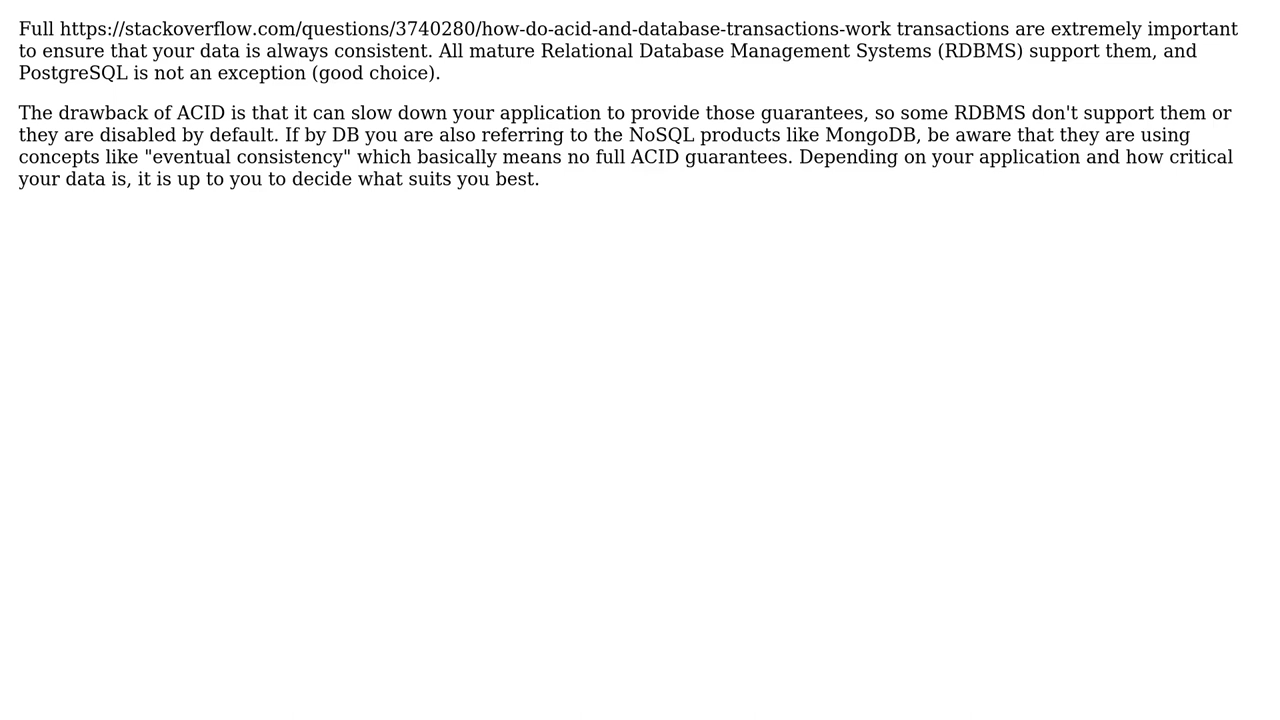 Full https://stackoverflow.com/questions/3740280/how-do-acid-and-database-transactions-work transactions are extremely important
to ensure that your data is always consistent. All mature Relational Database Management Systems (RDBMS) support them, and
PostgreSQL is not an exception (good choice).
The drawback of ACID is that it can slow down your application to provide those guarantees, so some RDBMS don't support them or
they are disabled by default. If by DB you are also referring to the NoSQL products like MongoDB, be aware that they are using
concepts like "eventual consistency" which basically means no full ACID guarantees. Depending on your application and how critical
your data is, it is up to you to decide what suits you best.